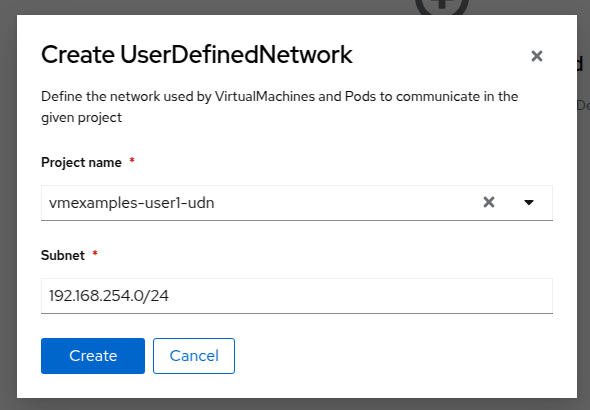 Create UserDefinedNetwork
Define the network used by VirtualMachines and Pods to communicate in the
given project
Project name *
vmexamples-user1-udn
Subnet *
192.168.254.0/24
Create
Cancel